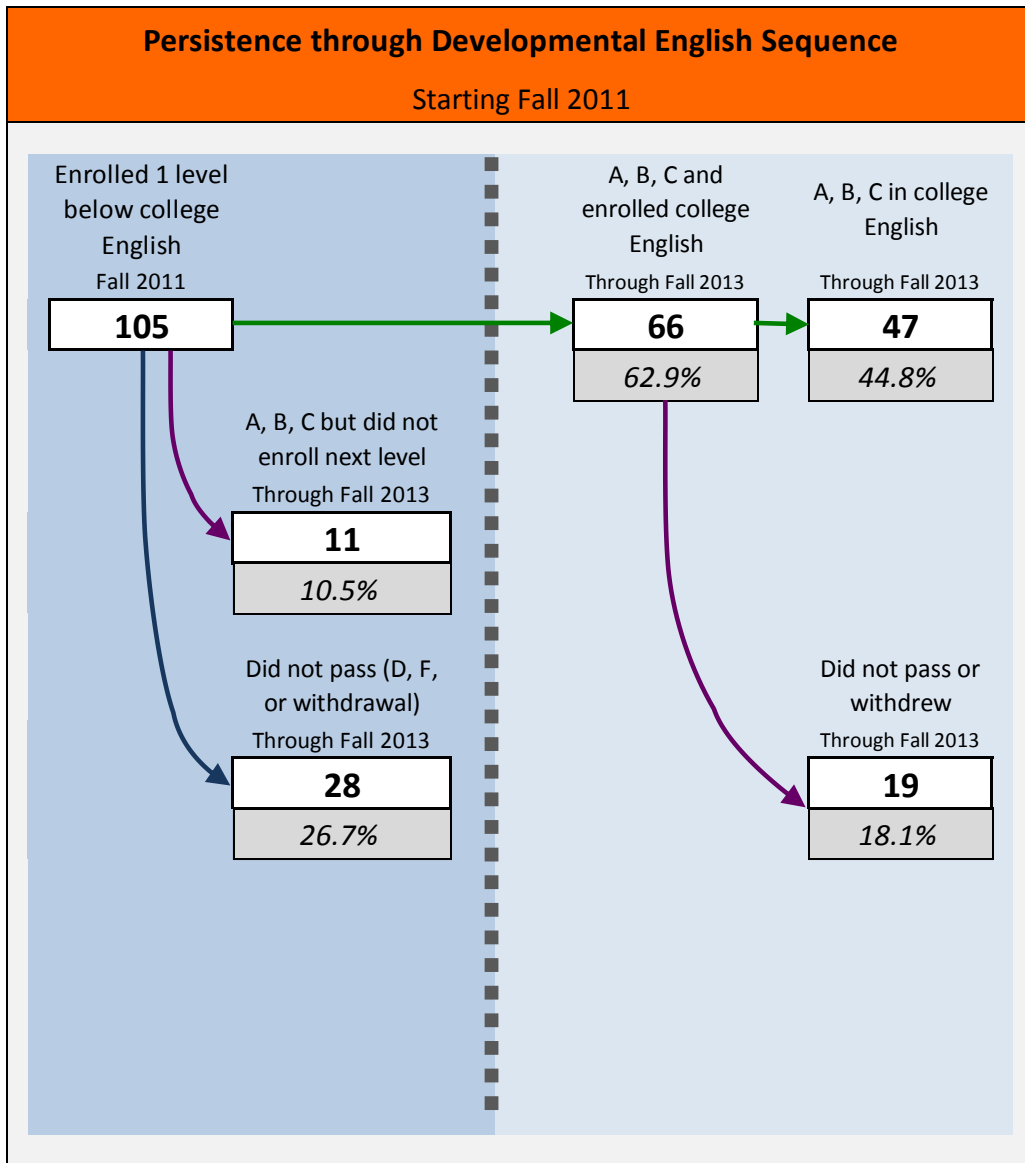 Persistence through Developmental English Sequence
Starting Fall 2011
Enrolled 1 level
below college
English
Fall 2011
105
A, B, C and
enrolled college
English
Through Fall 2013
66
62.9%
A, B, C in college
English
Through Fall 2013
47
44.8%
A, B, C but did not
enroll next level
Through Fall 2013
11
10.5%
Did not pass (D, F,
or withdrawal)
Through Fall 2013
28
26.7%
Did not pass or
withdrew
Through Fall 2013
19
18.1%